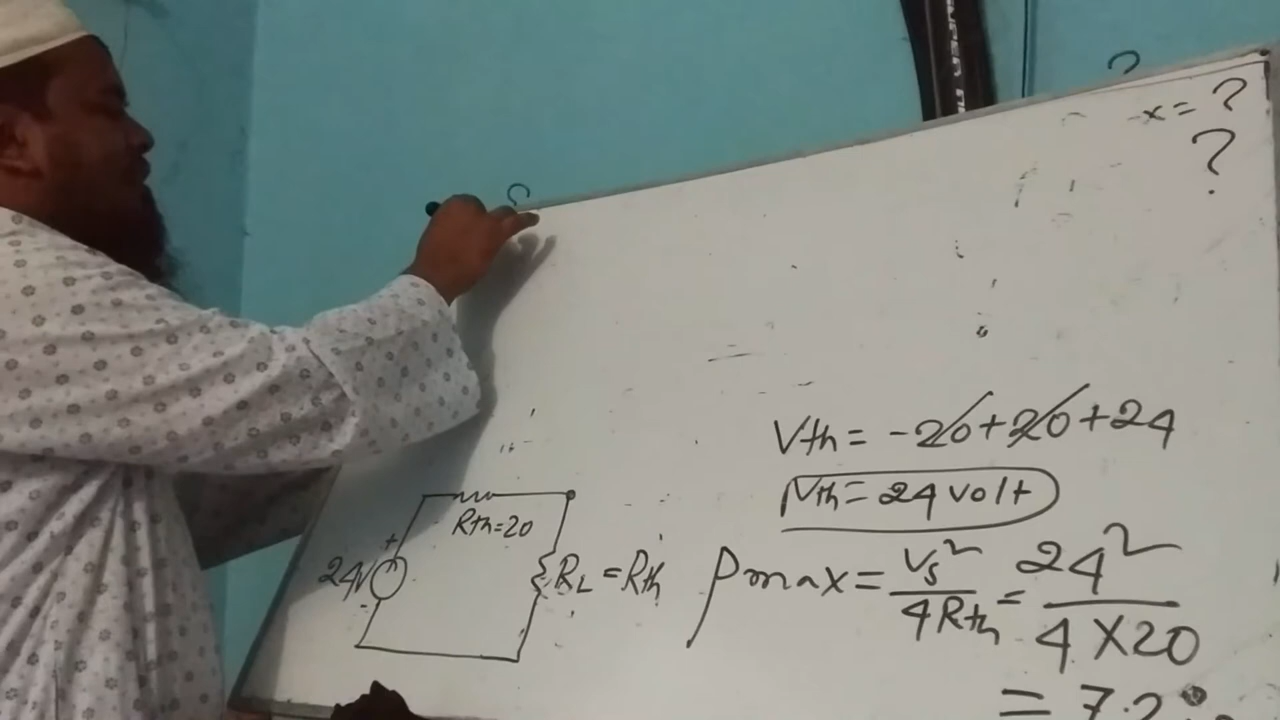 x = ?
?
Vth = -20+20+24
Vth = 24 volt
Rth=20
24V
+
-
RL = Rth
Pmax = Vs² / 4Rth = 24² / 4 X 20
= 7.2